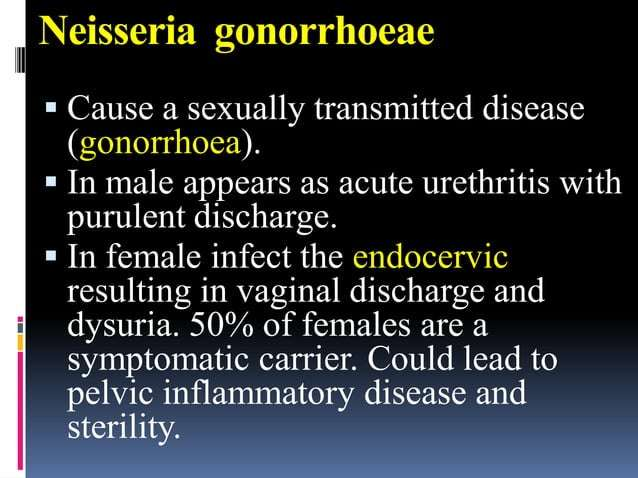 Neisseria gonorrhoeae
▪ Cause a sexually transmitted disease
(gonorrhoea).
▪ In male appears as acute urethritis with
purulent discharge.
▪ In female infect the endocervic
resulting in vaginal discharge and
dysuria. 50% of females are a
symptomatic carrier. Could lead to
pelvic inflammatory disease and
sterility.